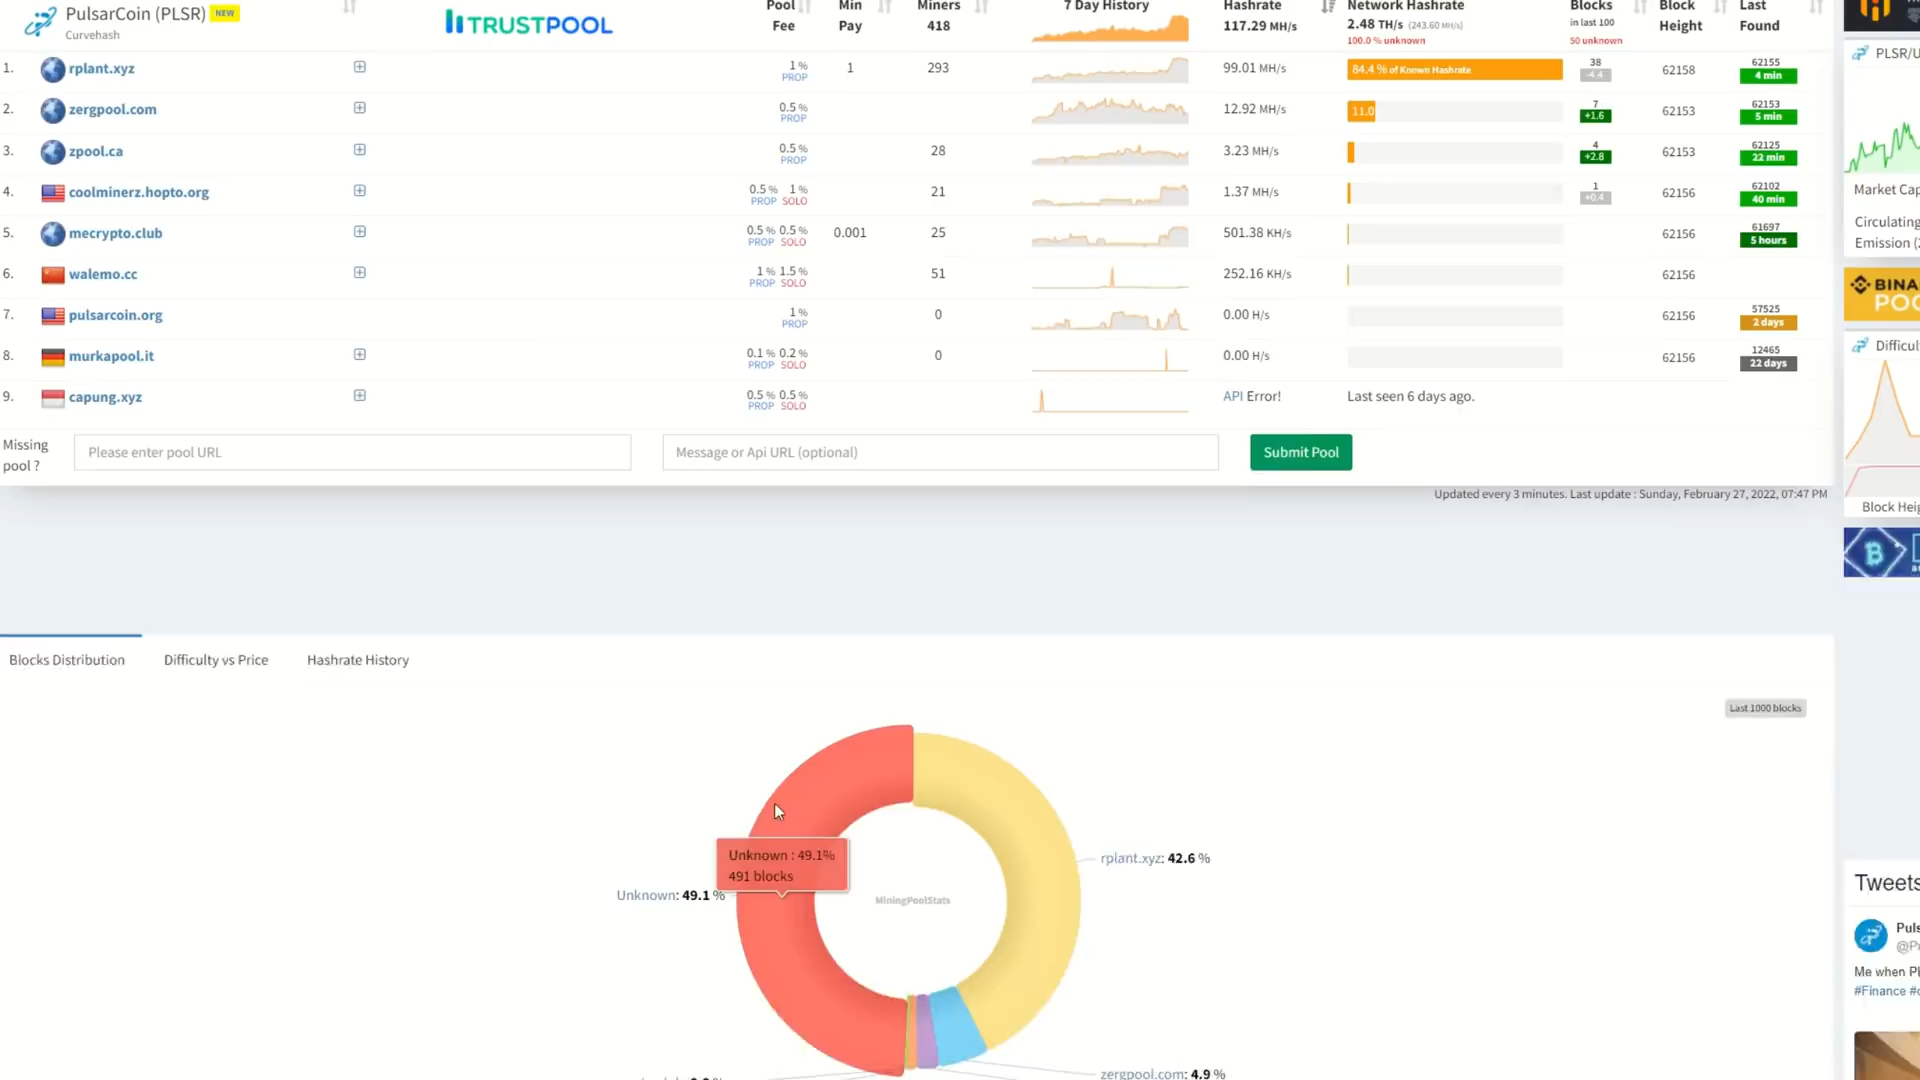 PulsarCoin (PLSR) NEW
Curvehash
TRUSTPOOL
Pool Fee
Min Pay
Miners 418
7 Day History
Hashrate 117.29 MH/s
Network Hashrate
2.48 TH/s (243.60 MH/s)
100.0 % unknown
Blocks
in last 100
50 unknown
Block Height
Last Found
1. rplant.xyz 1 % PROP 1 293 99.01 MH/s 84.4 % of Known Hashrate 38 -4.4 62158 62155 4 min
2. zergpool.com 0.5 % PROP 12.92 MH/s 11.0 7 +1.6 62153 62153 5 min
3. zpool.ca 0.5 % PROP 28 3.23 MH/s 4 +2.8 62153 62125 22 min
4. coolminerz.hopto.org 0.5 % PROP 1 % SOLO 21 1.37 MH/s 1 +0.4 62156 62102 40 min
5. mecrypto.club 0.5 % PROP 0.5 % SOLO 0.001 25 501.38 KH/s 62156 61697 5 hours
6. walemo.cc 1 % PROP 1.5 % SOLO 51 252.16 KH/s 62156
7. pulsarcoin.org 1 % PROP 0 0.00 H/s 62156 57525 2 days
8. murkapool.it 0.1 % PROP 0.2 % SOLO 0 0.00 H/s 62156 12465 22 days
9. capung.xyz 0.5 % PROP 0.5 % SOLO API Error! Last seen 6 days ago.
Missing pool ?
Please enter pool URL
Message or Api URL (optional)
Submit Pool
Updated every 3 minutes. Last update : Sunday, February 27, 2022, 07:47 PM
Blocks Distribution
Difficulty vs Price
Hashrate History
Last 1000 blocks
Unknown : 49.1%
491 blocks
Unknown: 49.1 %
MiningPoolStats
rplant.xyz: 42.6 %
zergpool.com: 4.9 %
PLSR/U
Market Cap
Circulating
Emission (2
BINA
POO
Difficul
Block Heig
Tweets
Puls
@Pu
Me when Pl
#Finance #c